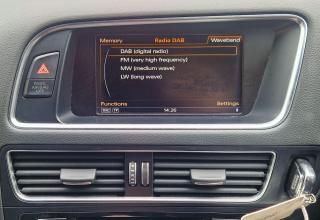 Memory Radio DAB Waveband
DAB (digital radio)
FM (very high frequency)
MW (medium wave)
LW (long wave)
Functions Settings
14:26